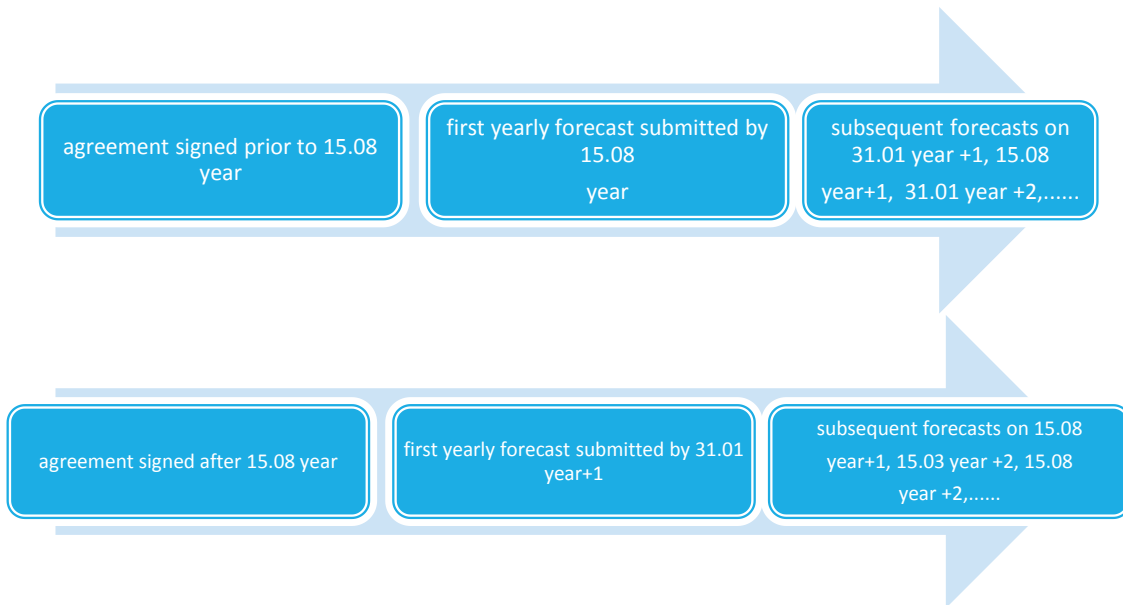 agreement signed prior to 15.08
year
first yearly forecast submitted by
15.08
year
subsequent forecasts on
31.01 year +1, 15.08
year+1, 31.01 year +2,......
agreement signed after 15.08 year
first yearly forecast submitted by 31.01
year+1
subsequent forecasts on 15.08
year+1, 15.03 year +2, 15.08
year +2,......